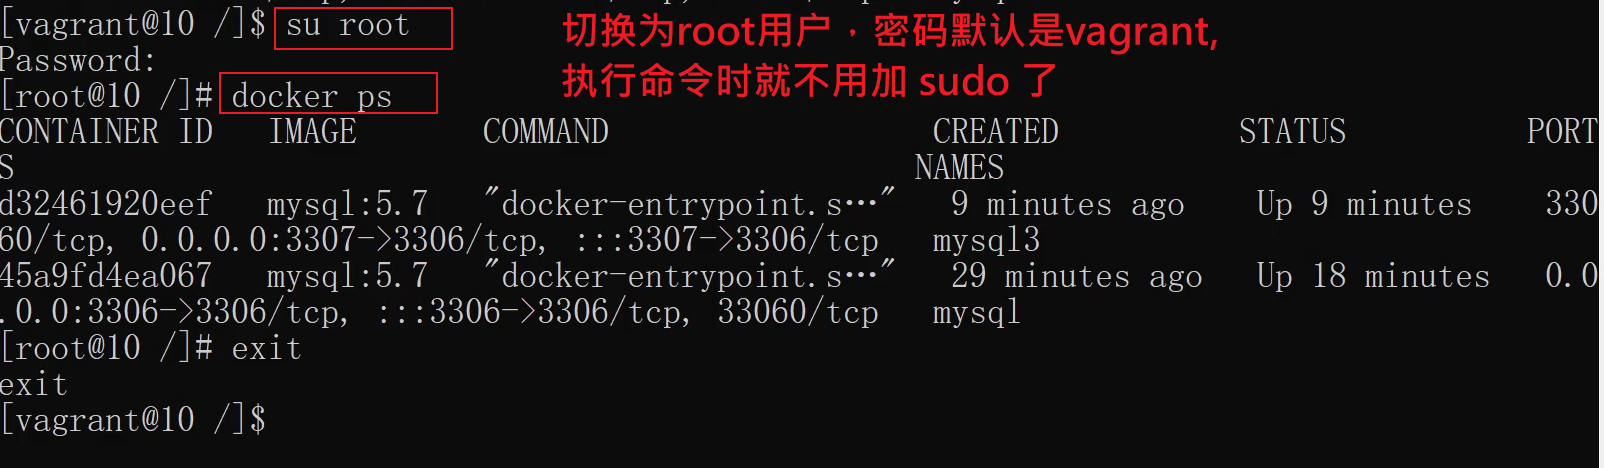 [vagrant@10 /]$ su root
切换为root用户，密码默认是vagrant,
Password:
执行命令时就不用加 sudo 了
[root@10 /]# docker ps
CONTAINER ID   IMAGE       COMMAND                  CREATED          STATUS          PORT
S                                                  NAMES
d32461920eef   mysql:5.7   "docker-entrypoint.s…"   9 minutes ago    Up 9 minutes    330
60/tcp, 0.0.0.0:3307->3306/tcp, :::3307->3306/tcp   mysql3
45a9fd4ea067   mysql:5.7   "docker-entrypoint.s…"   29 minutes ago   Up 18 minutes   0.0
.0.0:3306->3306/tcp, :::3306->3306/tcp, 33060/tcp   mysql
[root@10 /]# exit
exit
[vagrant@10 /]$